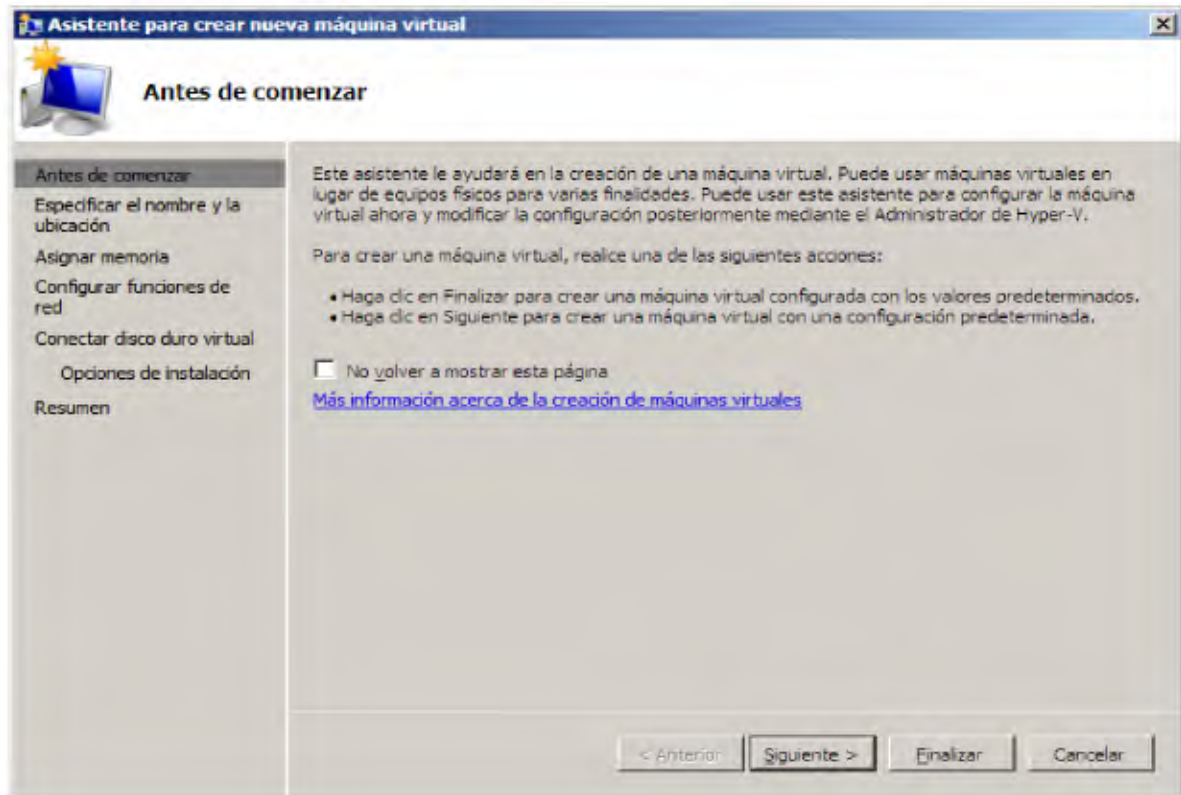 Asistente para crear nueva máquina virtual
Antes de comenzar
Antes de comenzar
Especificar el nombre y la
ubicación
Asignar memoria
Configurar funciones de
red
Conectar disco duro virtual
Opciones de instalación
Resumen
Este asistente le ayudará en la creación de una máquina virtual. Puede usar máquinas virtuales en
lugar de equipos físicos para varias finalidades. Puede usar este asistente para configurar la máquina
virtual ahora y modificar la configuración posteriormente mediante el Administrador de Hyper-V.
Para crear una máquina virtual, realice una de las siguientes acciones:
• Haga clic en Finalizar para crear una máquina virtual configurada con los valores predeterminados.
• Haga clic en Siguiente para crear una máquina virtual con una configuración predeterminada.
No volver a mostrar esta página
Más información acerca de la creación de máquinas virtuales
< Anterior Siguiente > Finalizar Cancelar